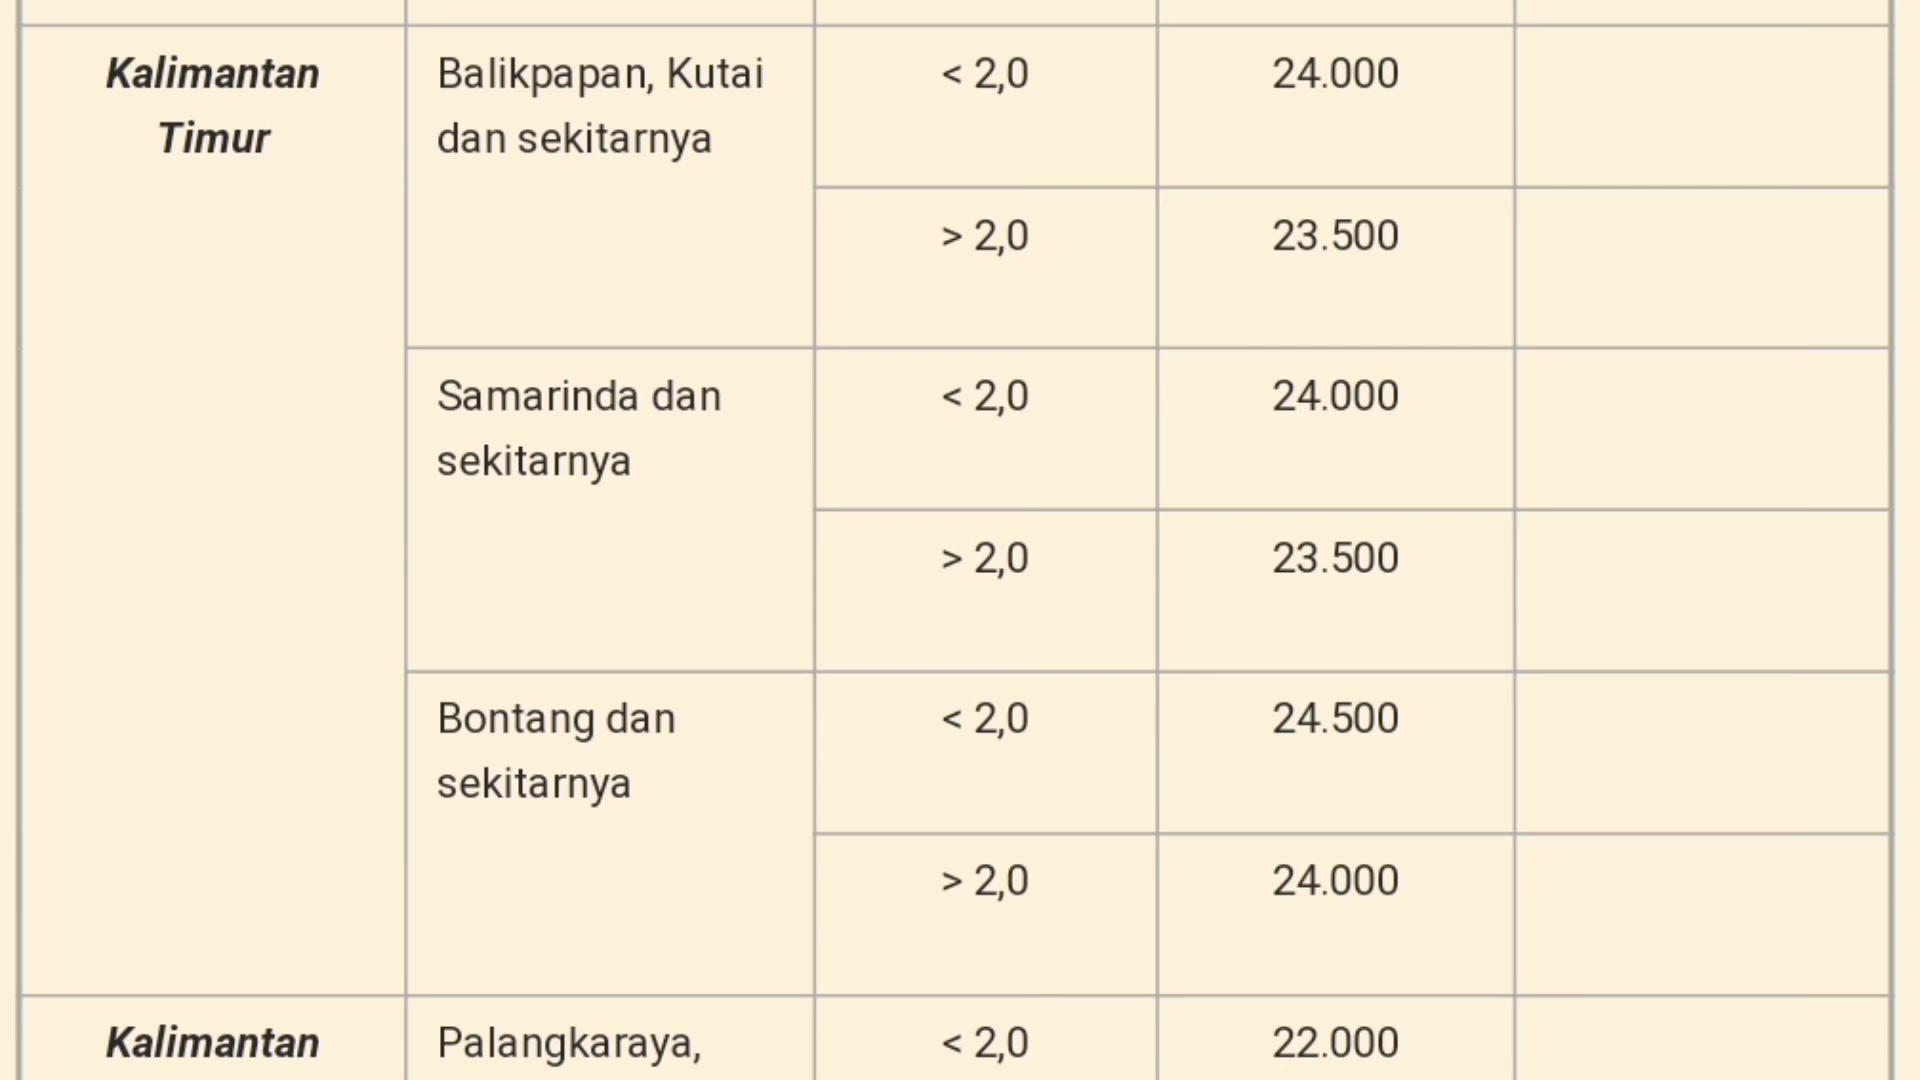 Kalimantan
Timur
Balikpapan, Kutai
dan sekitarnya
< 2,0
24.000
> 2,0
23.500
Samarinda dan
sekitarnya
< 2,0
24.000
> 2,0
23.500
Bontang dan
sekitarnya
< 2,0
24.500
> 2,0
24.000
Kalimantan
Palangkaraya,
< 2,0
22.000